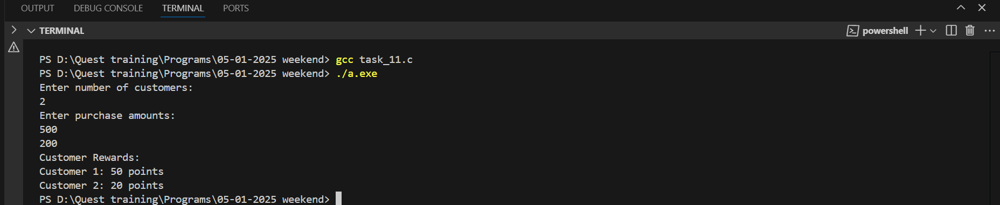 OUTPUT DEBUG CONSOLE TERMINAL PORTS
TERMINAL powershell
PS D:\Quest training\Programs\05-01-2025 weekend> gcc task_11.c
PS D:\Quest training\Programs\05-01-2025 weekend> ./a.exe
Enter number of customers:
2
Enter purchase amounts:
500
200
Customer Rewards:
Customer 1: 50 points
Customer 2: 20 points
PS D:\Quest training\Programs\05-01-2025 weekend>